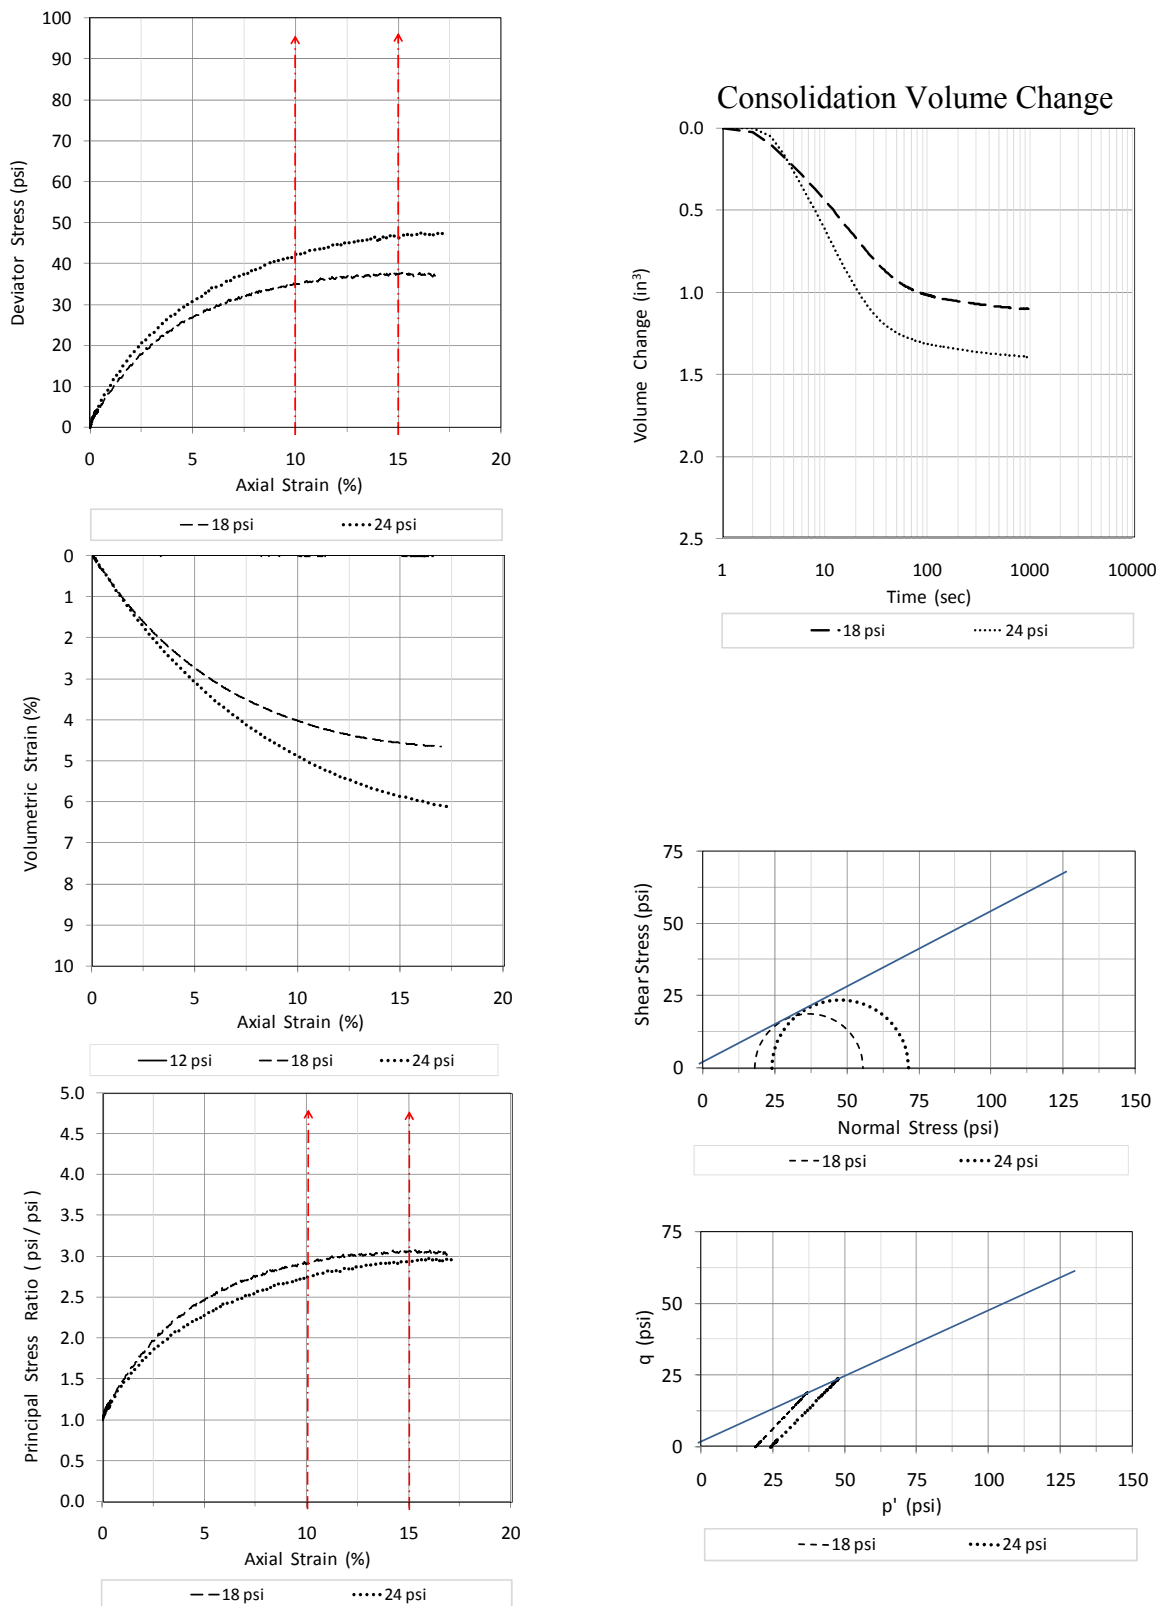 100
90
80
70
60
50
40
30
20
10
0
Deviator Stress (psi)
0 5 10 15 20
Axial Strain (%)
18 psi 24 psi
0
1
2
3
4
5
6
7
8
9
10
Volumetric Strain (%)
0 5 10 15 20
Axial Strain (%)
12 psi 18 psi 24 psi
5.0
4.5
4.0
3.5
3.0
2.5
2.0
1.5
1.0
0.5
0.0
Principal Stress Ratio ( psi / psi )
0 5 10 15 20
Axial Strain (%)
18 psi 24 psi
Consolidation Volume Change
0.0
0.5
1.0
1.5
2.0
2.5
Volume Change (in³)
1 10 100 1000 10000
Time (sec)
18 psi 24 psi
75
50
25
0
Shear Stress (psi)
0 25 50 75 100 125 150
Normal Stress (psi)
18 psi 24 psi
75
50
25
0
q (psi)
0 25 50 75 100 125 150
p' (psi)
18 psi 24 psi